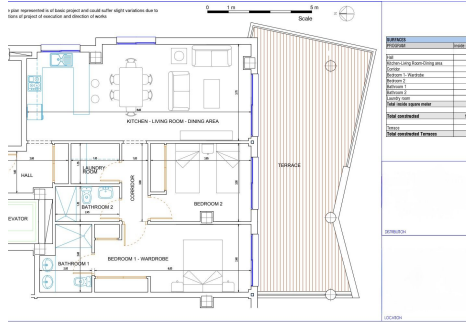 plan represented is of basic project and could suffer slight variations due to
tions of project of execution and direction of works
0 1 m 5 m
Scale
SURFACES
PROGRAM Inside
Hall
Kitchen-Living Room-Dining area
Corridor
Bedroom 1- Wardrobe
Bedroom 2
Bathroom 1
Bathroom 2
Laundry room
Total inside square meter
Total constructed
Terrace
Total constructed Terraces
KITCHEN - LIVING ROOM - DINING AREA
TERRACE
LAUNDRY
ROOM
HALL
CORRIDOR
BATHROOM 2
BEDROOM 2
EVATOR
BATHROOM 1
BEDROOM 1 - WARDROBE
DISTRIBUTION
LOCATION